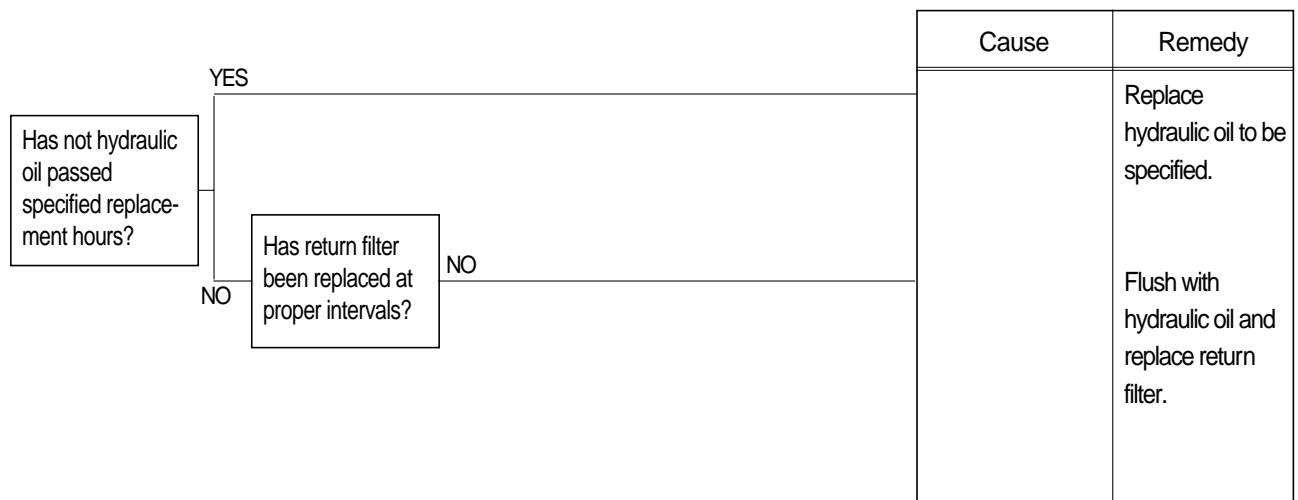 Cause
Remedy
YES
Replace
hydraulic oil to be
specified.
Has not hydraulic
oil passed
specified replace-
ment hours?
Has return filter
been replaced at
proper intervals?
NO
NO
Flush with
hydraulic oil and
replace return
filter.